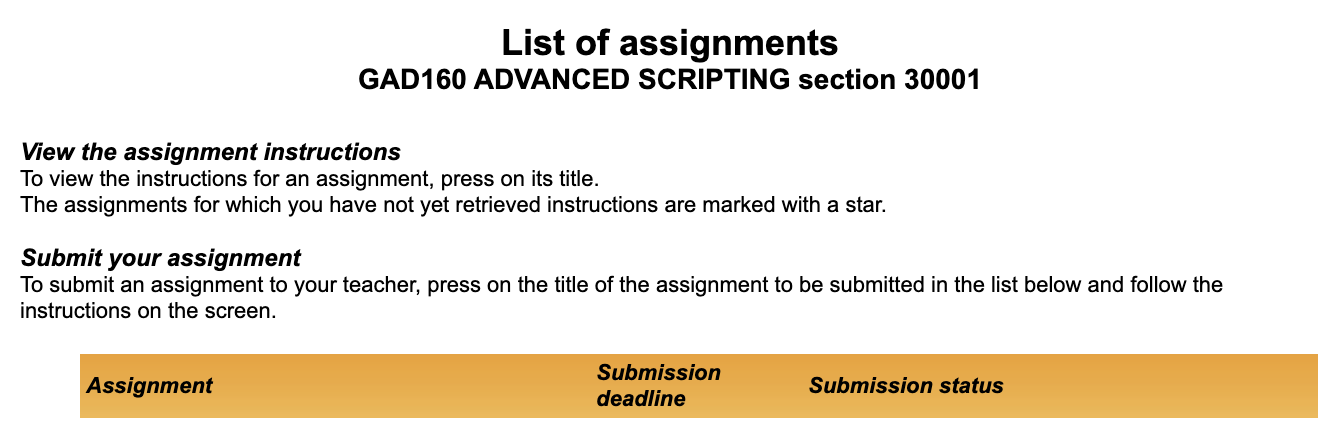 List of assignments
GAD160 ADVANCED SCRIPTING section 30001
View the assignment instructions
To view the instructions for an assignment, press on its title.
The assignments for which you have not yet retrieved instructions are marked with a star.
Submit your assignment
To submit an assignment to your teacher, press on the title of the assignment to be submitted in the list below and follow the
instructions on the screen.
Assignment
Submission
deadline
Submission status